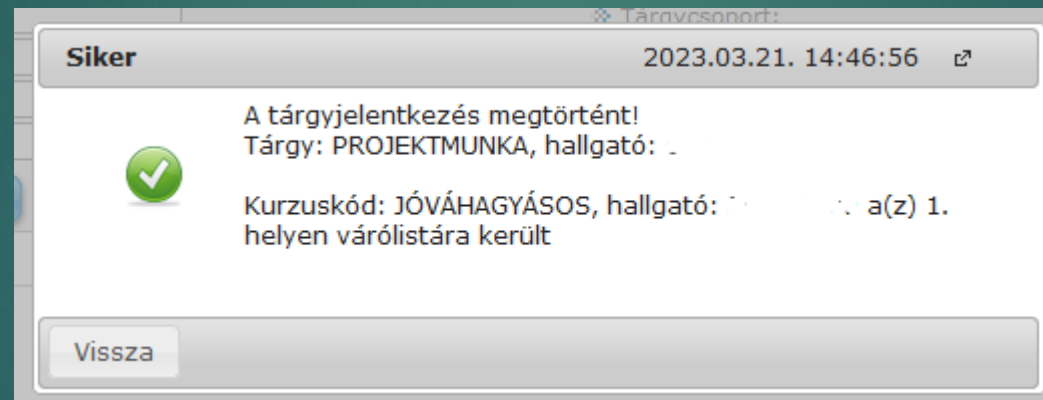 Tárgycsoport:
Siker 2023.03.21. 14:46:56
A tárgyjelentkezés megtörtént!
Tárgy: PROJEKTMUNKA, hallgató:
Kurzuskód: JÓVÁHAGYÁSOS, hallgató: a(z) 1.
helyen várólistára került
Vissza